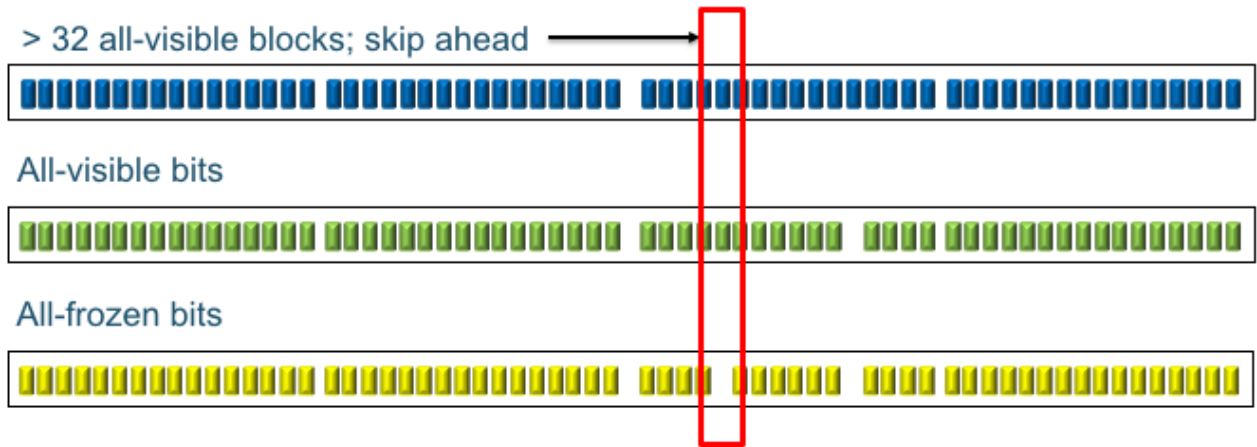 > 32 all-visible blocks; skip ahead
All-visible bits
All-frozen bits